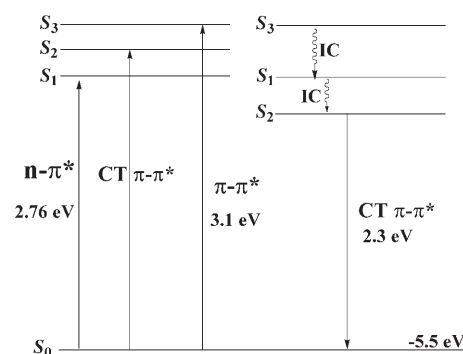 S3
S2
S1
n-π*
2.76 eV
CT π-π*
π-π*
3.1 eV
S0
S3
IC
S1
IC
S2
CT π-π*
2.3 eV
-5.5 eV